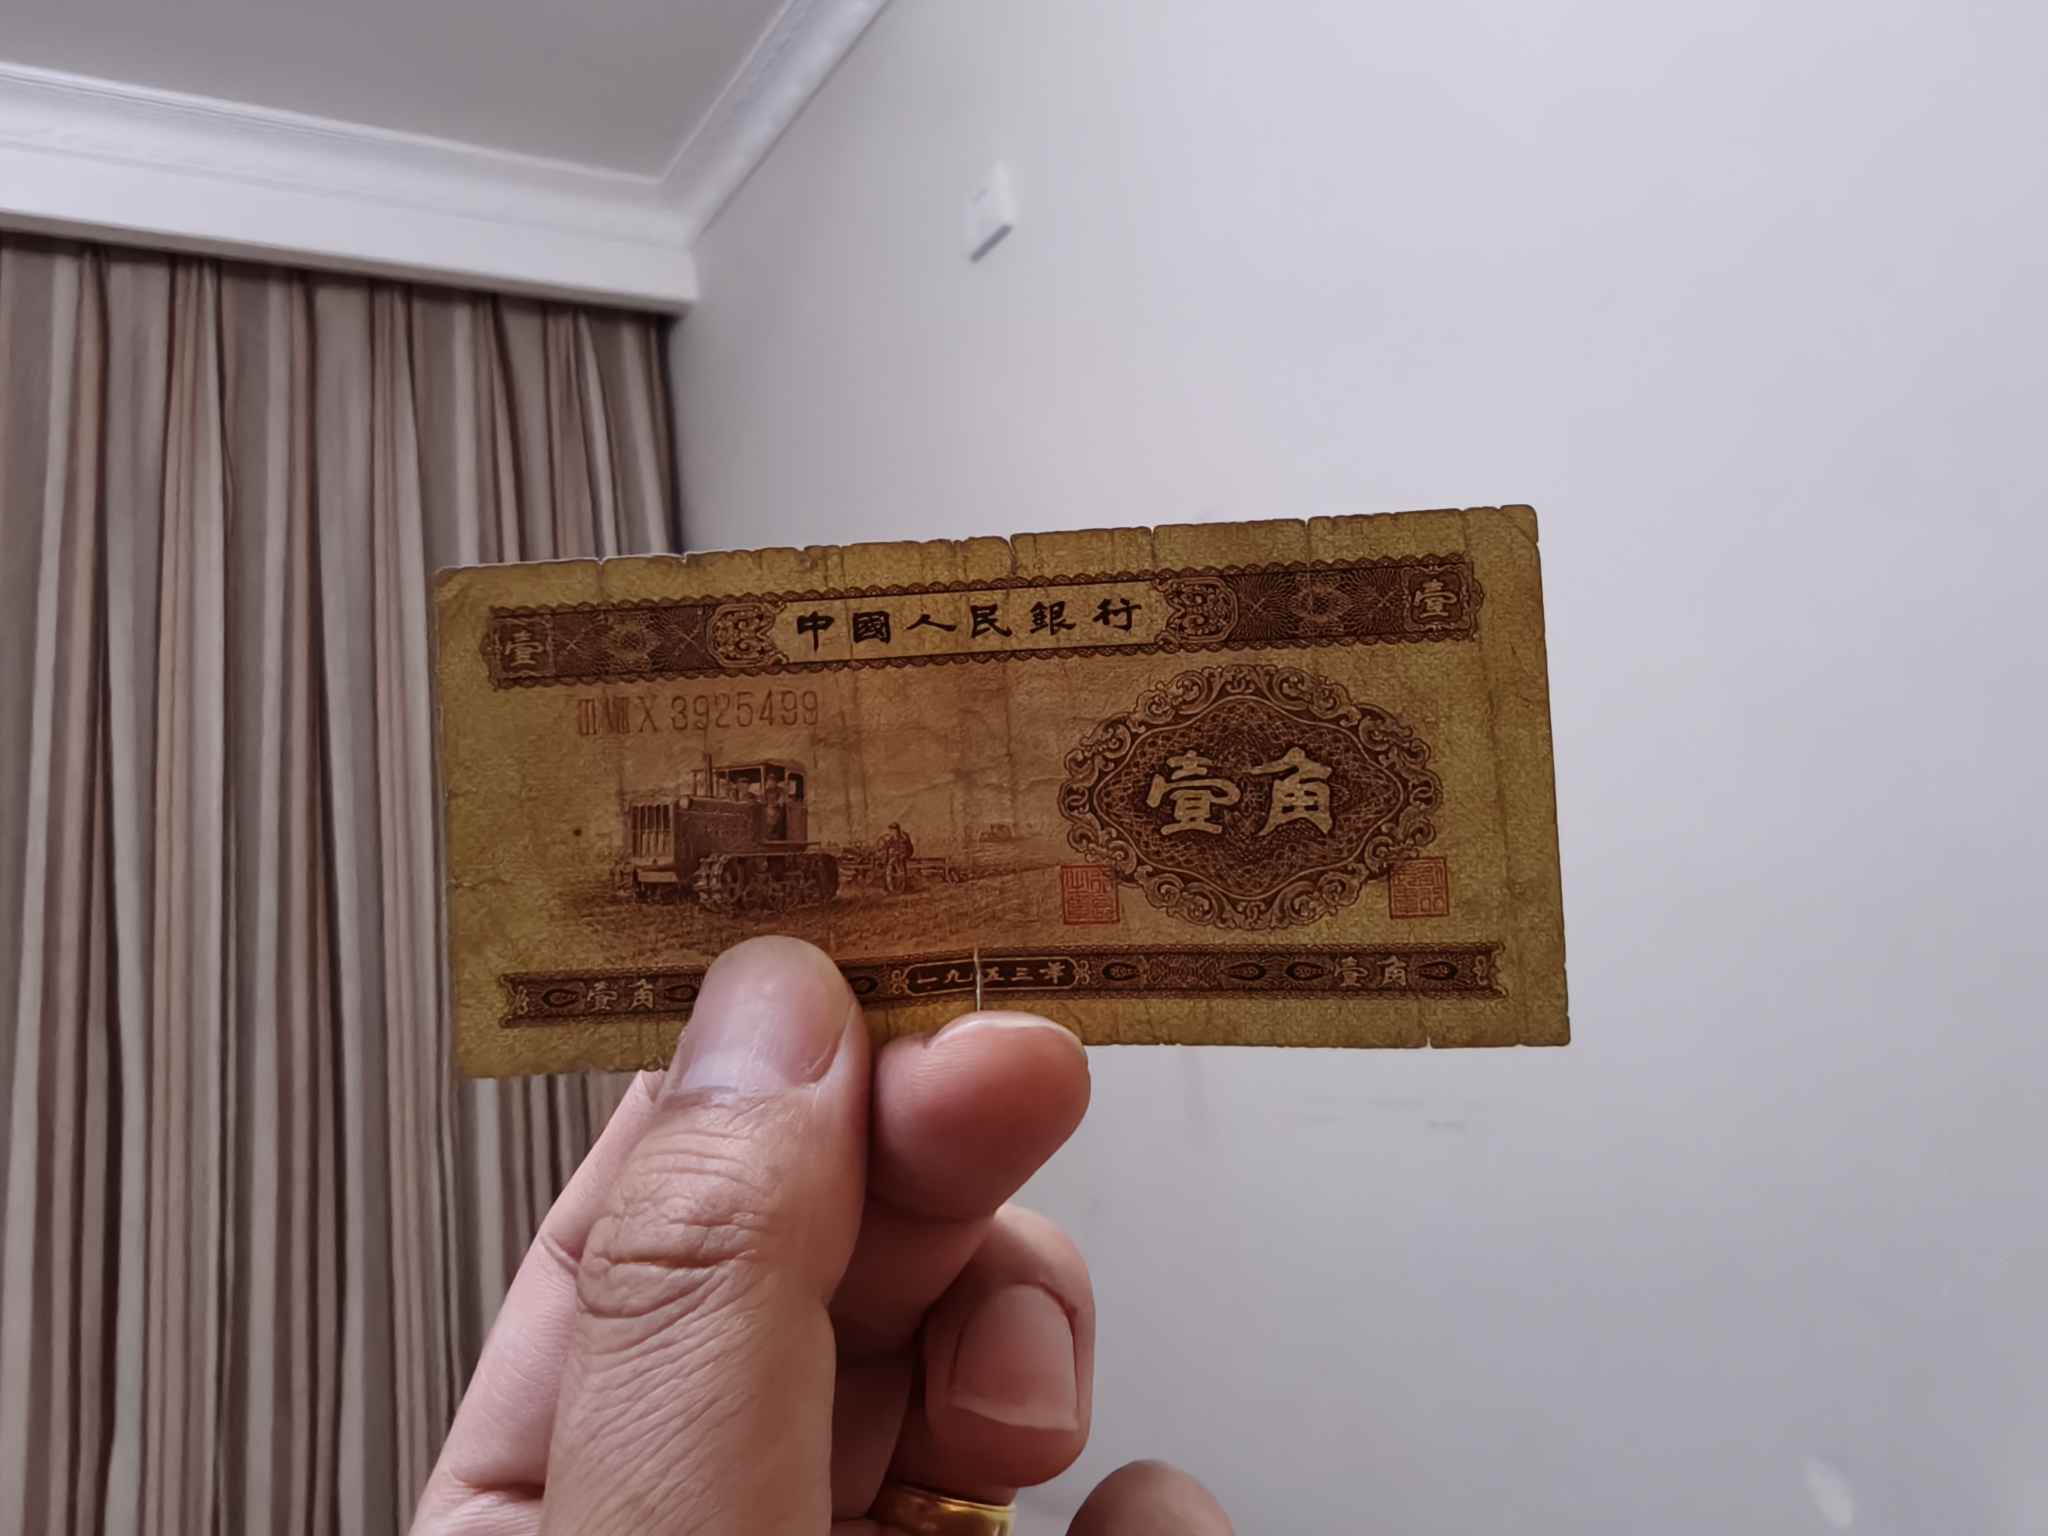 壹 中國人民銀行 壹
X 3925499
壹角
壹角 一九五三年 壹角